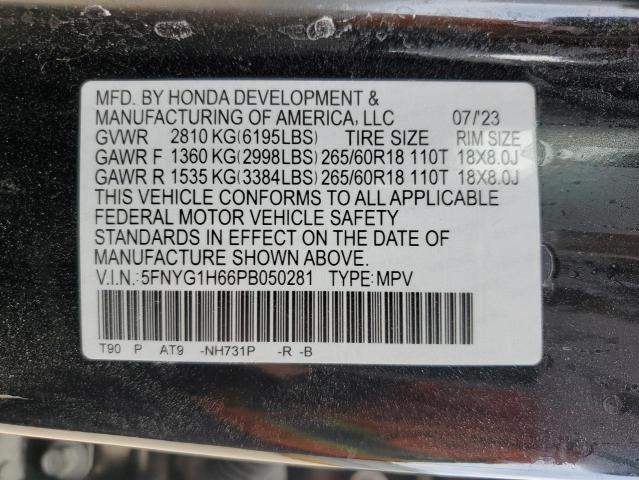 MFD. BY HONDA DEVELOPMENT &
MANUFACTURING OF AMERICA, LLC 07/'23
GVWR 2810 KG(6195LBS) TIRE SIZE RIM SIZE
GAWR F 1360 KG(2998LBS) 265/60R18 110T 18X8.0J
GAWR R 1535 KG(3384LBS) 265/60R18 110T 18X8.0J
THIS VEHICLE CONFORMS TO ALL APPLICABLE
FEDERAL MOTOR VEHICLE SAFETY
STANDARDS IN EFFECT ON THE DATE OF
MANUFACTURE SHOWN ABOVE.
V.I.N.:5FNYG1H66PB050281 TYPE:MPV
T90 P AT9 -NH731P -R -B